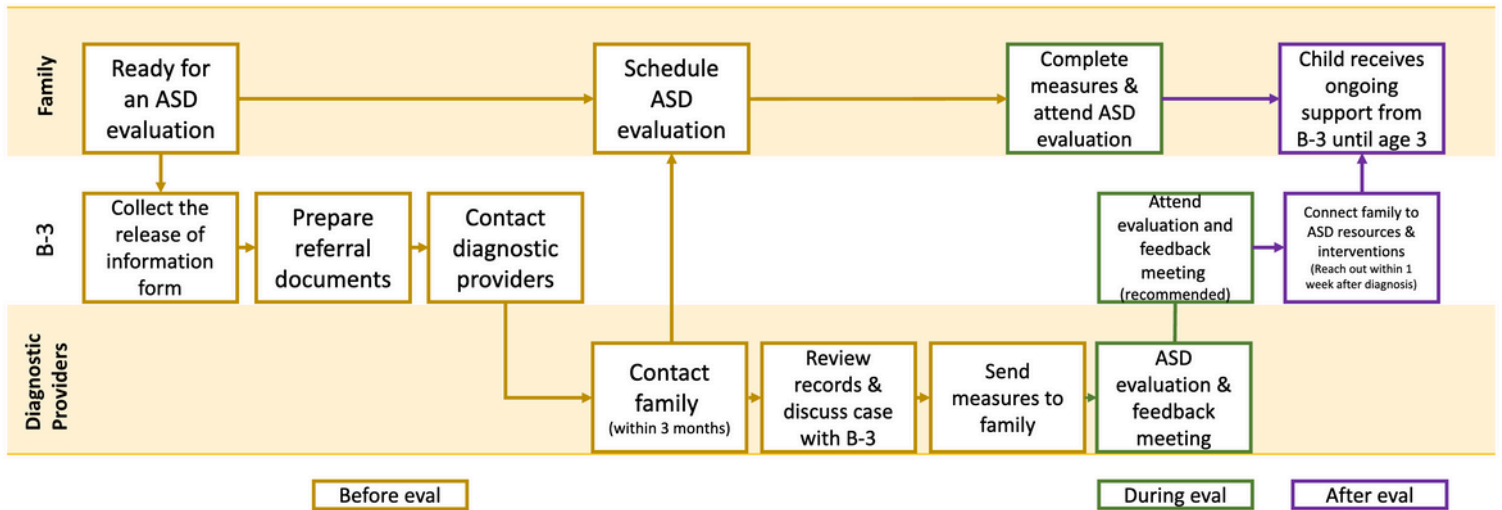 Family
Ready for
an ASD
evaluation
Schedule
ASD
evaluation
Complete
measures &
attend ASD
evaluation
Child receives
ongoing
support from
B-3 until age 3
B-3
Collect the
release of
information
form
Prepare
referral
documents
Contact
diagnostic
providers
Attend
evaluation and
feedback
meeting
(recommended)
Connect family to
ASD resources &
interventions
(Reach out within 1
week after diagnosis)
Diagnostic
Providers
Contact
family
(within 3 months)
Review
records &
discuss case
with B-3
Send
measures to
family
ASD
evaluation &
feedback
meeting
Before eval
During eval
After eval